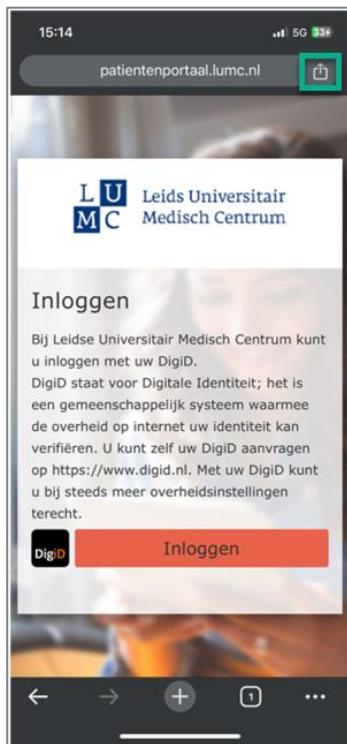 15:14
5G 33
patientenportaal.lumc.nl
L U Leids Universitair
M C Medisch Centrum
Inloggen
Bij Leidse Universitair Medisch Centrum kunt
u inloggen met uw DigiD.
DigiD staat voor Digitale Identiteit; het is
een gemeenschappelijk systeem waarmee
de overheid op internet uw identiteit kan
verifiëren. U kunt zelf uw DigiD aanvragen
op https://www.digid.nl. Met uw DigiD kunt
u bij steeds meer overheidsinstellingen
terecht.
DigiD Inloggen
1